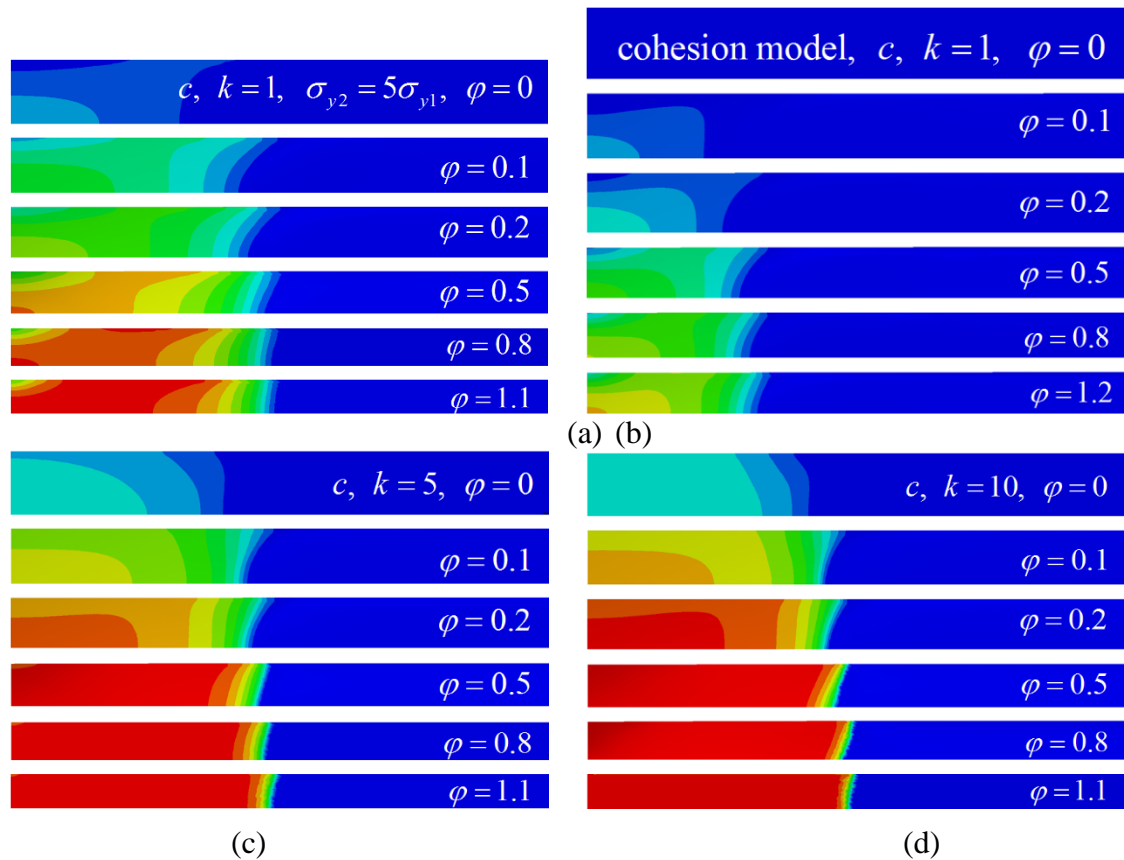 c, k = 1, σy2 = 5σy1, φ = 0
φ = 0.1
φ = 0.2
φ = 0.5
φ = 0.8
φ = 1.1
cohesion model, c, k = 1, φ = 0
φ = 0.1
φ = 0.2
φ = 0.5
φ = 0.8
φ = 1.2
(a) (b)
c, k = 5, φ = 0
φ = 0.1
φ = 0.2
φ = 0.5
φ = 0.8
φ = 1.1
c, k = 10, φ = 0
φ = 0.1
φ = 0.2
φ = 0.5
φ = 0.8
φ = 1.1
(c) (d)